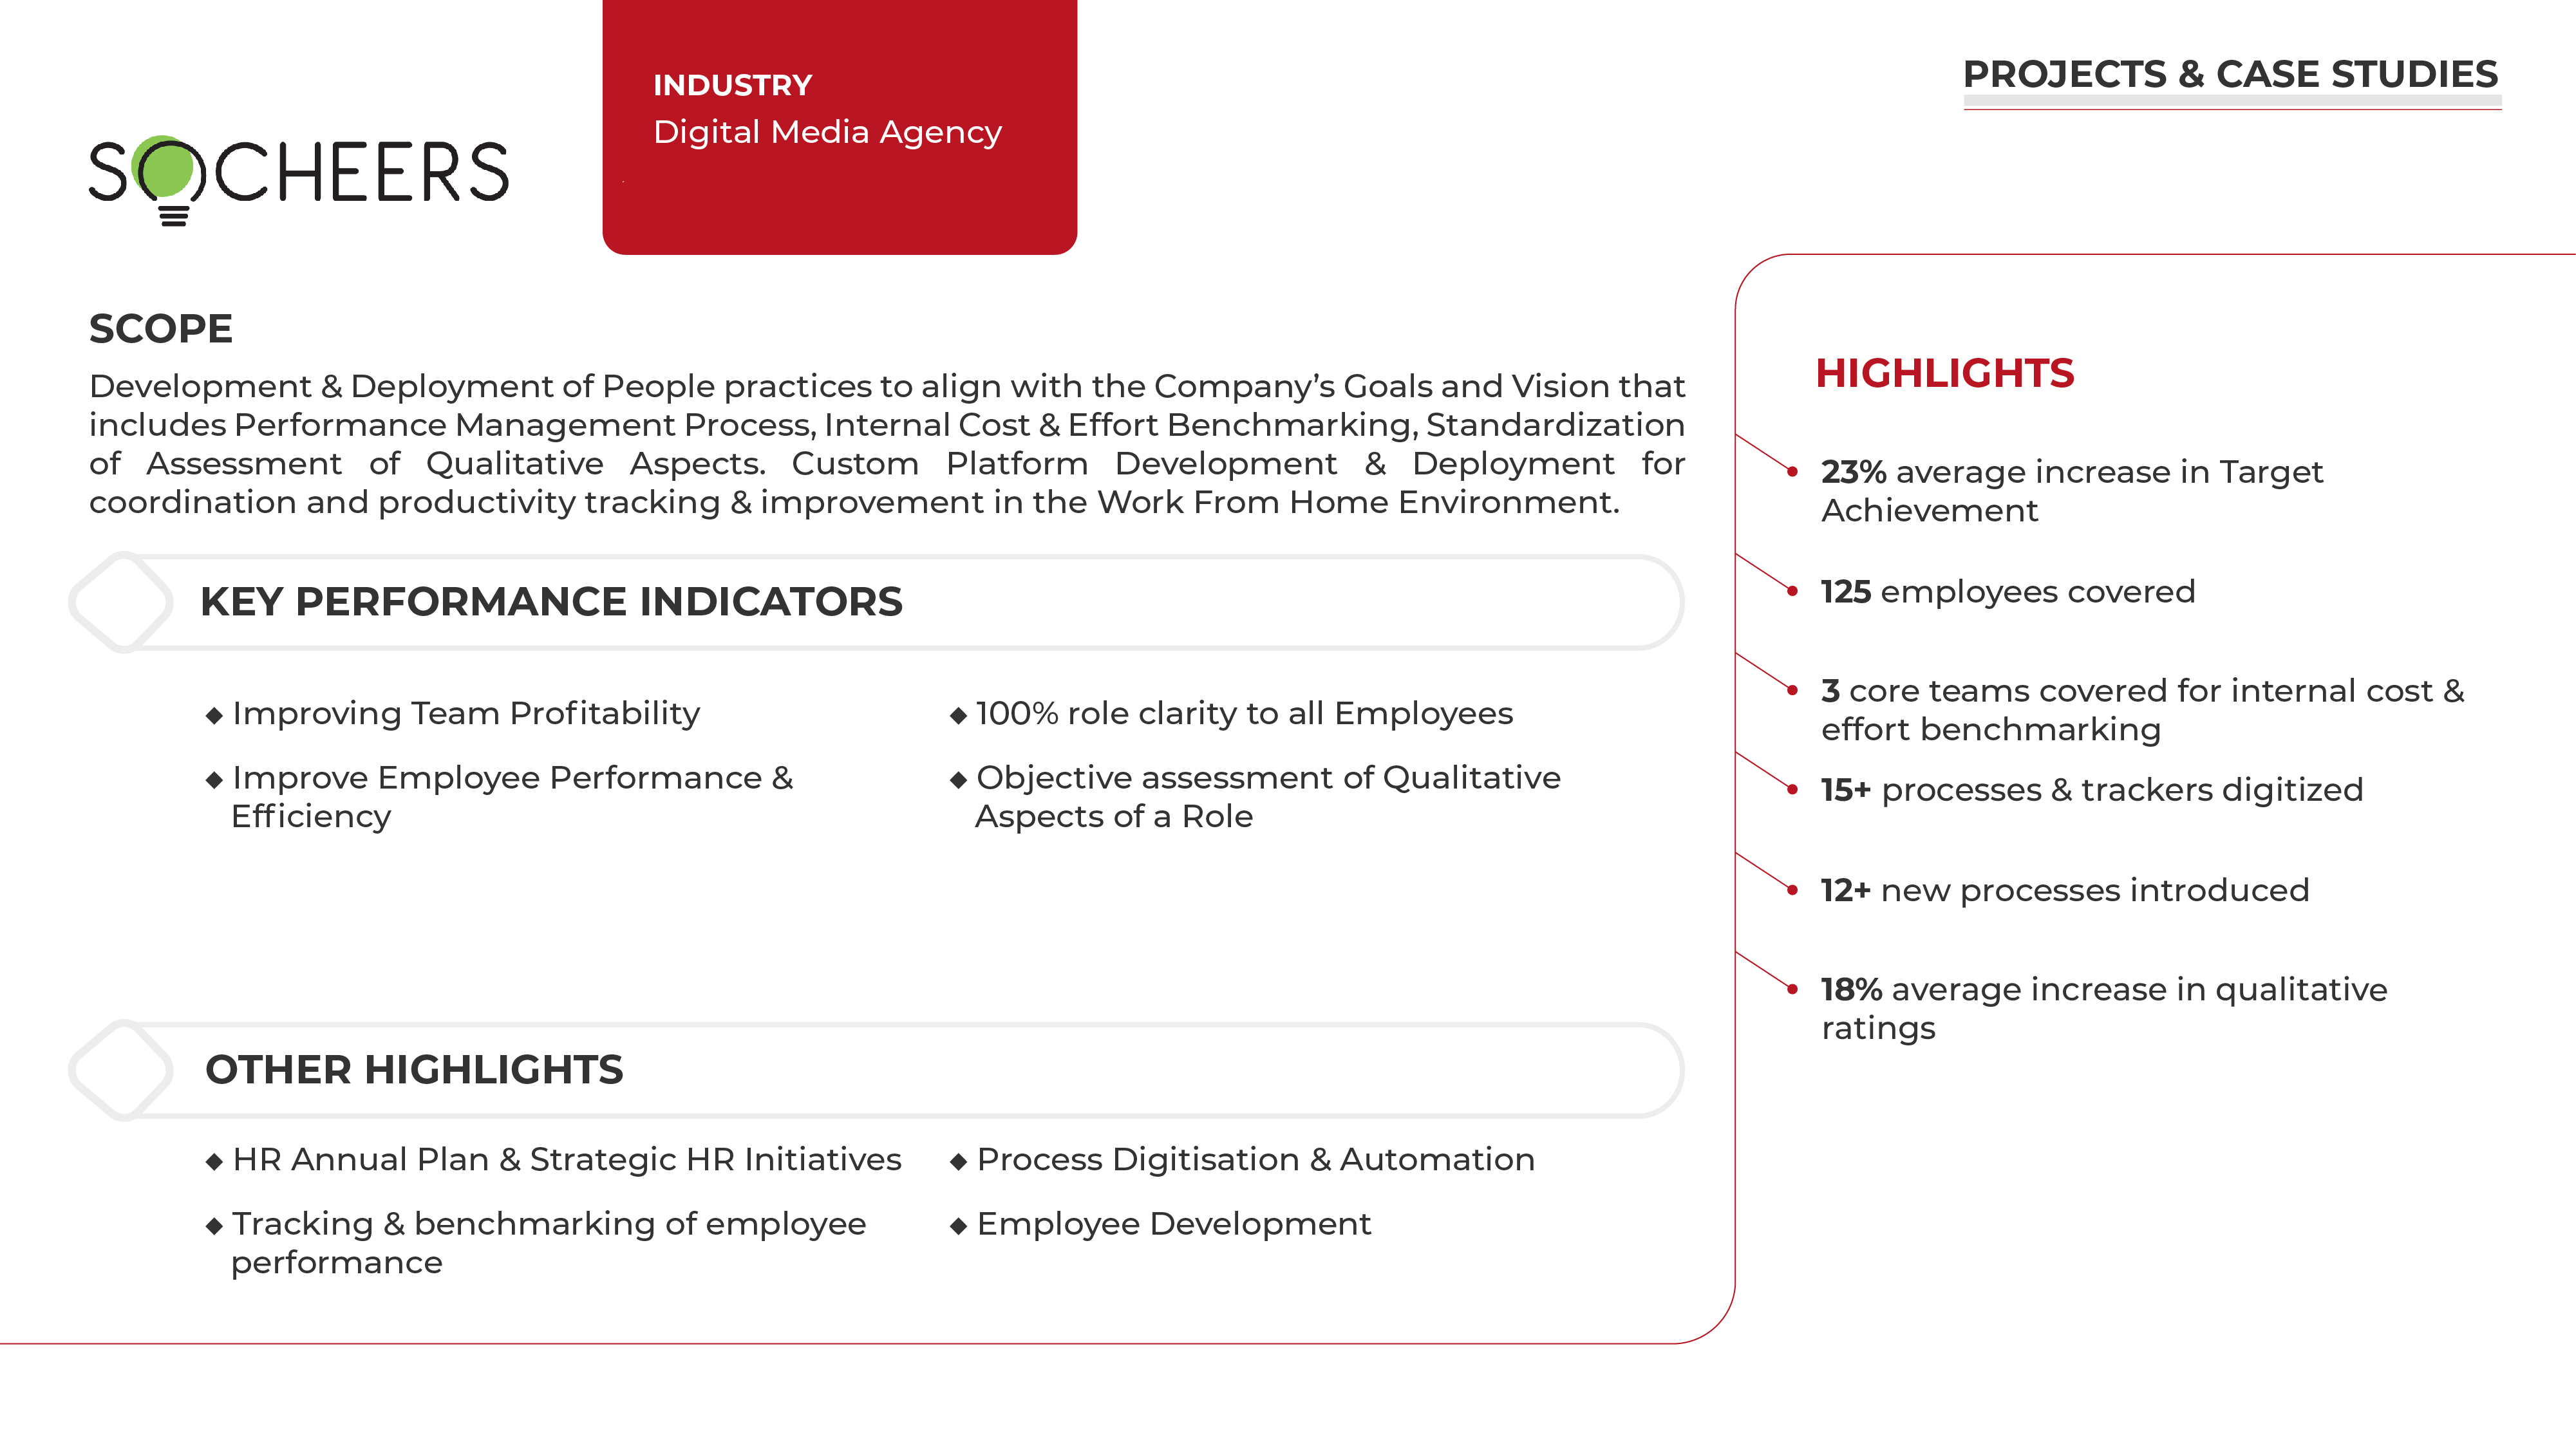 SOCHEERS
INDUSTRY
Digital Media Agency
PROJECTS & CASE STUDIES
SCOPE
Development & Deployment of People practices to align with the Company’s Goals and Vision that
includes Performance Management Process, Internal Cost & Effort Benchmarking, Standardization
of Assessment of Qualitative Aspects. Custom Platform Development & Deployment for
coordination and productivity tracking & improvement in the Work From Home Environment.
KEY PERFORMANCE INDICATORS
◆ Improving Team Profitability
◆ Improve Employee Performance &
Efficiency
◆ 100% role clarity to all Employees
◆ Objective assessment of Qualitative
Aspects of a Role
OTHER HIGHLIGHTS
◆ HR Annual Plan & Strategic HR Initiatives
◆ Tracking & benchmarking of employee
performance
◆ Process Digitisation & Automation
◆ Employee Development
HIGHLIGHTS
23% average increase in Target
Achievement
125 employees covered
3 core teams covered for internal cost &
effort benchmarking
15+ processes & trackers digitized
12+ new processes introduced
18% average increase in qualitative
ratings